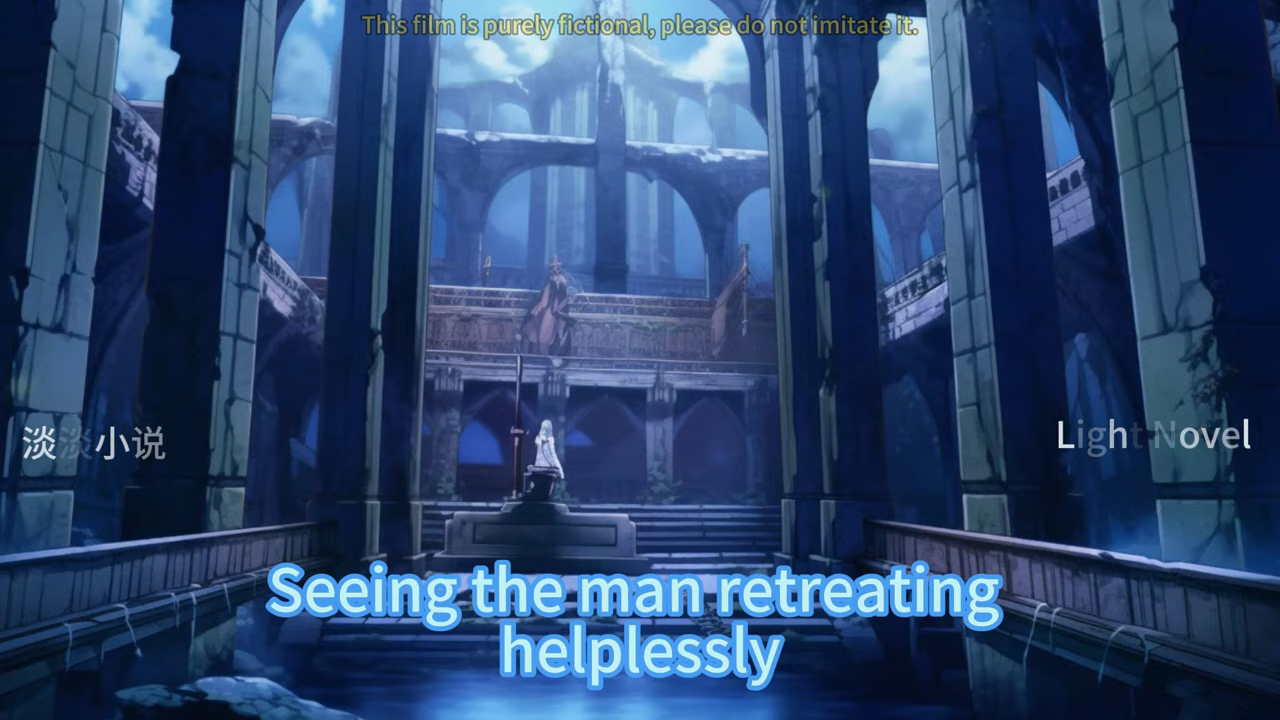 This film is purely fictional, please do not imitate it.
淡淡小说
Light Novel
Seeing the man retreating
helplessly